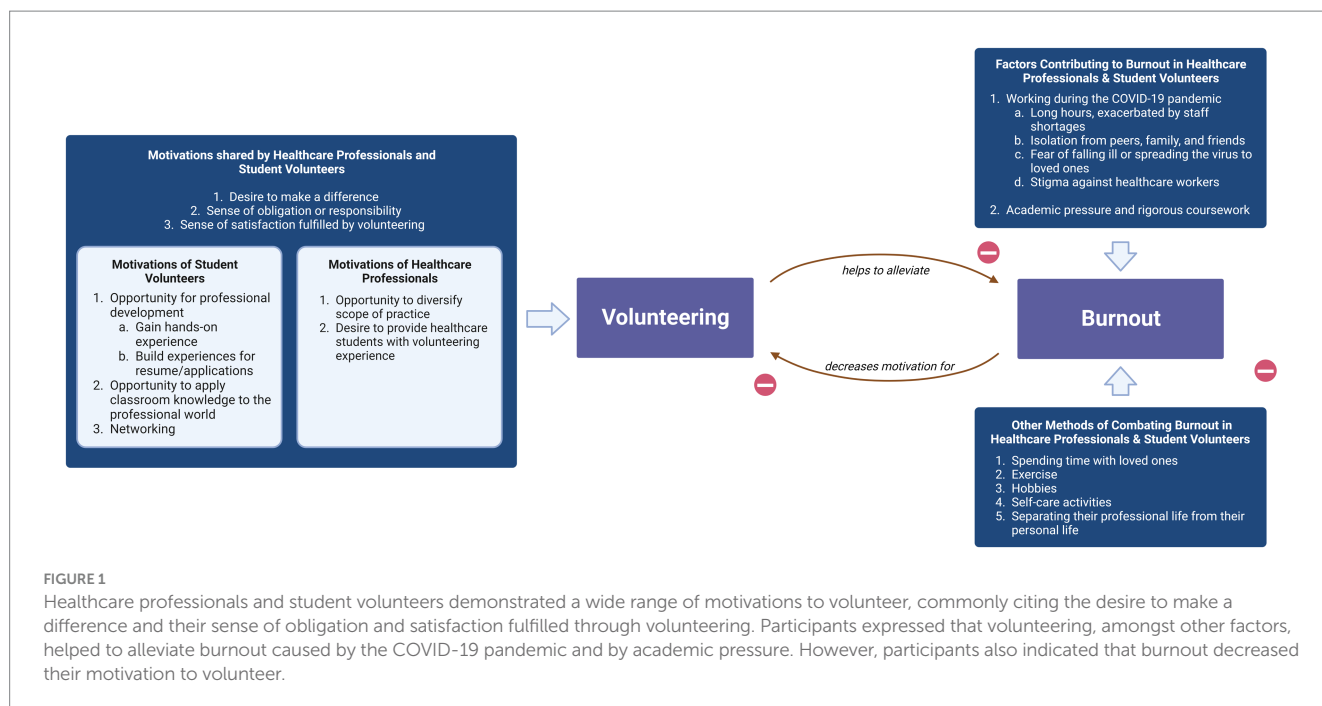 Motivations shared by Healthcare Professionals and
Student Volunteers
1. Desire to make a difference
2. Sense of obligation or responsibility
3. Sense of satisfaction fulfilled by volunteering
Motivations of Student
Volunteers
1. Opportunity for professional
development
a. Gain hands-on
experience
b. Build experiences for
resume/applications
2. Opportunity to apply
classroom knowledge to the
professional world
3. Networking
Motivations of Healthcare
Professionals
1. Opportunity to diversify
scope of practice
2. Desire to provide healthcare
students with volunteering
experience
Volunteering
helps to alleviate
decreases motivation for
Factors Contributing to Burnout in Healthcare
Professionals & Student Volunteers
1. Working during the COVID-19 pandemic
a. Long hours, exacerbated by staff
shortages
b. Isolation from peers, family, and friends
c. Fear of falling ill or spreading the virus to
loved ones
d. Stigma against healthcare workers
2. Academic pressure and rigorous coursework
Burnout
Other Methods of Combating Burnout in
Healthcare Professionals & Student Volunteers
1. Spending time with loved ones
2. Exercise
3. Hobbies
4. Self-care activities
5. Separating their professional life from their
personal life
FIGURE 1
Healthcare professionals and student volunteers demonstrated a wide range of motivations to volunteer, commonly citing the desire to make a
difference and their sense of obligation and satisfaction fulfilled through volunteering. Participants expressed that volunteering, amongst other factors,
helped to alleviate burnout caused by the COVID-19 pandemic and by academic pressure. However, participants also indicated that burnout decreased
their motivation to volunteer.